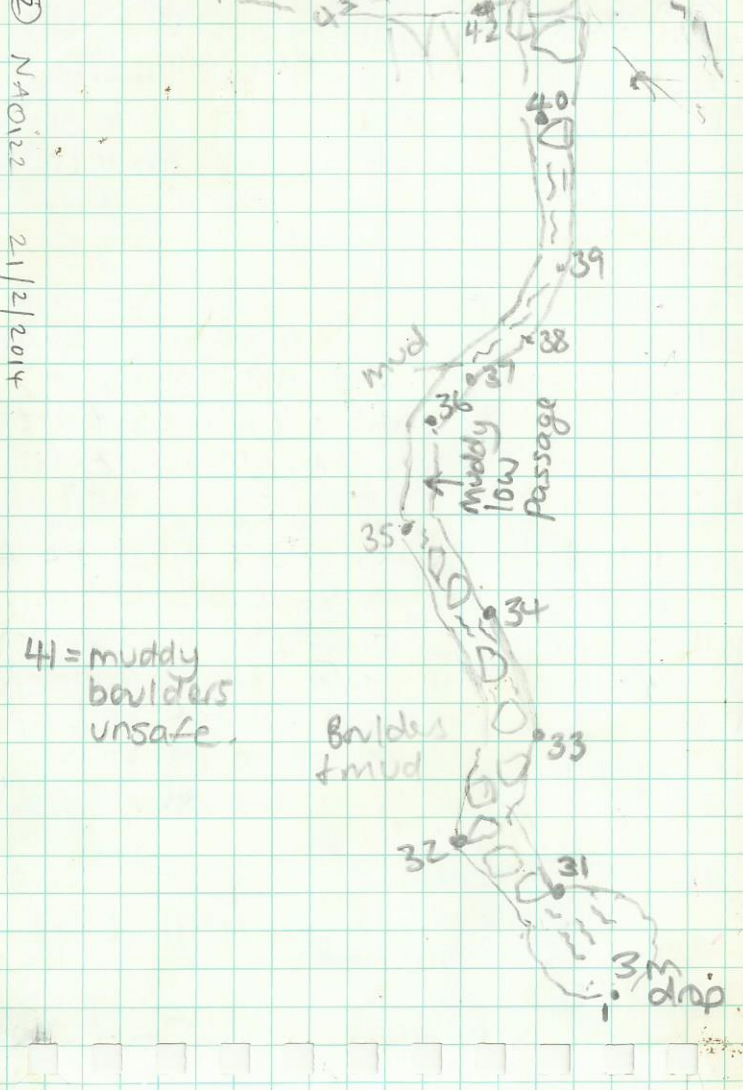 ② NAO122 21/2/2014
42
40
39
38
mud
37
36
muddy
low
passage
35
34
41 = muddy
boulders
unsafe.
33
Boulders
+mud
32
31
3m
drop
1